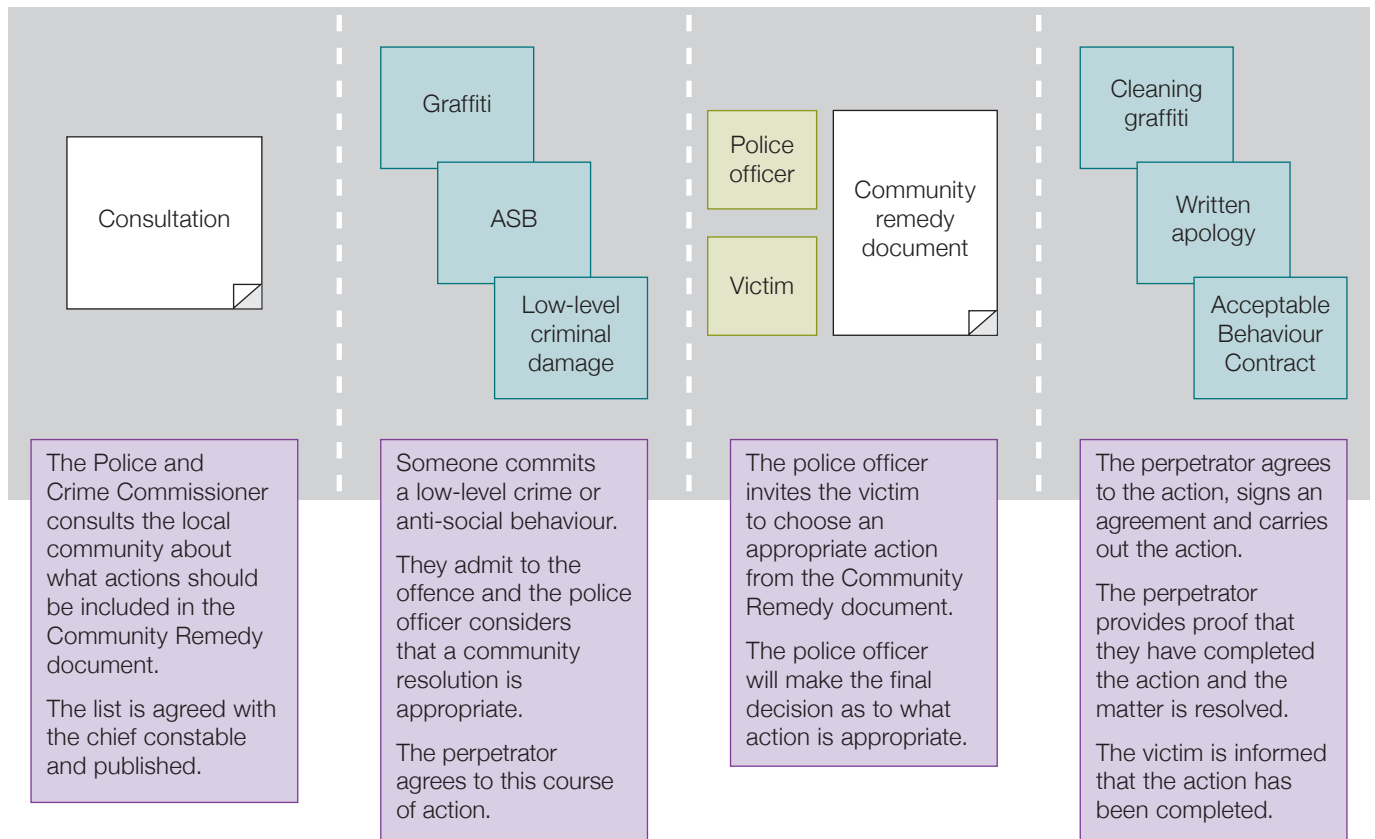 Consultation
The Police and
Crime Commissioner
consults the local
community about
what actions should
be included in the
Community Remedy
document.
The list is agreed with
the chief constable
and published.
Graffiti
ASB
Low-level
criminal
damage
Someone commits
a low-level crime or
anti-social behaviour.
They admit to the
offence and the police
officer considers
that a community
resolution is
appropriate.
The perpetrator
agrees to this course
of action.
Police
officer
Victim
Community
remedy
document
The police officer
invites the victim
to choose an
appropriate action
from the Community
Remedy document.
The police officer
will make the final
decision as to what
action is appropriate.
Cleaning
graffiti
Written
apology
Acceptable
Behaviour
Contract
The perpetrator agrees
to the action, signs an
agreement and carries
out the action.
The perpetrator
provides proof that
they have completed
the action and the
matter is resolved.
The victim is informed
that the action has
been completed.